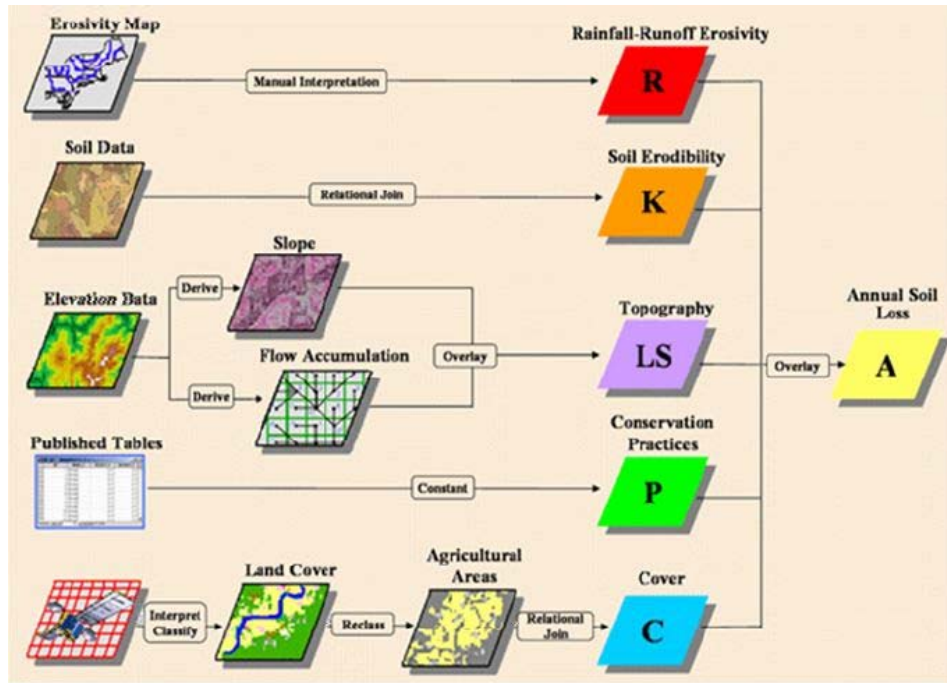 Erosivity Map
Manual Interpretation
Rainfall-Runoff Erosivity
R
Soil Data
Relational Join
Soil Erodibility
K
Slope
Elevation Data
Derive
Flow Accumulation
Derive
Overlay
Topography
LS
Annual Soil
Loss
Overlay
A
Published Tables
Constant
Conservation
Practices
P
Interpret
Classify
Land Cover
Reclass
Agricultural
Areas
Relational
Join
Cover
C